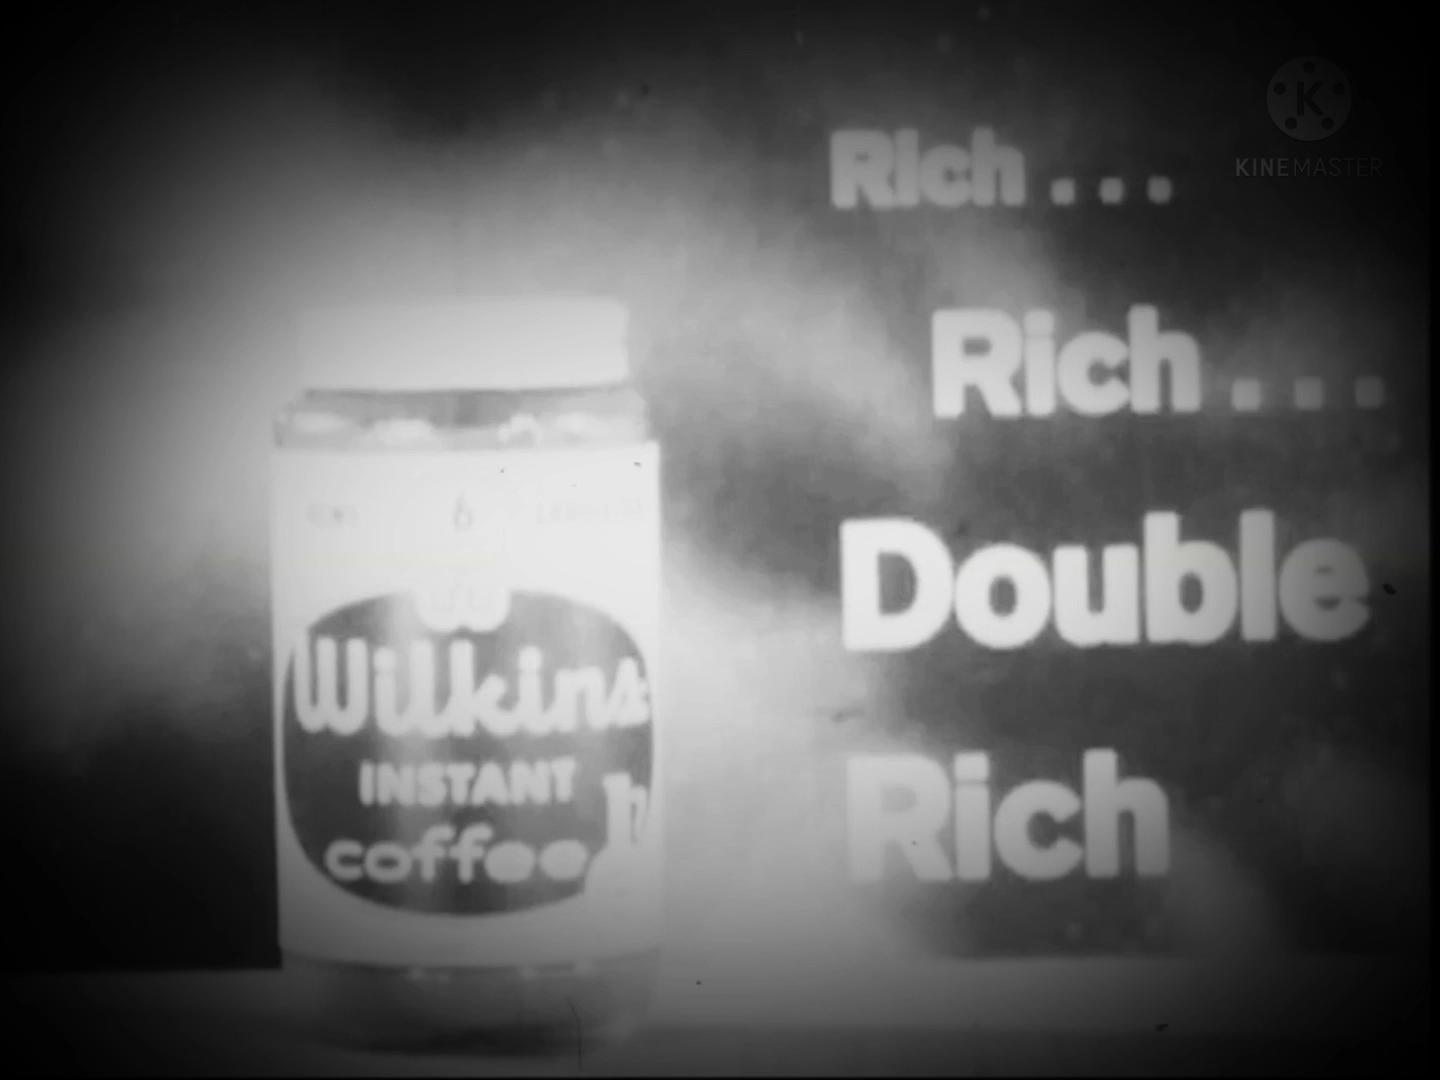 K
KINEMASTER
Rich . . .
Rich . . .
Double
Rich
Wilkins
INSTANT
coffee